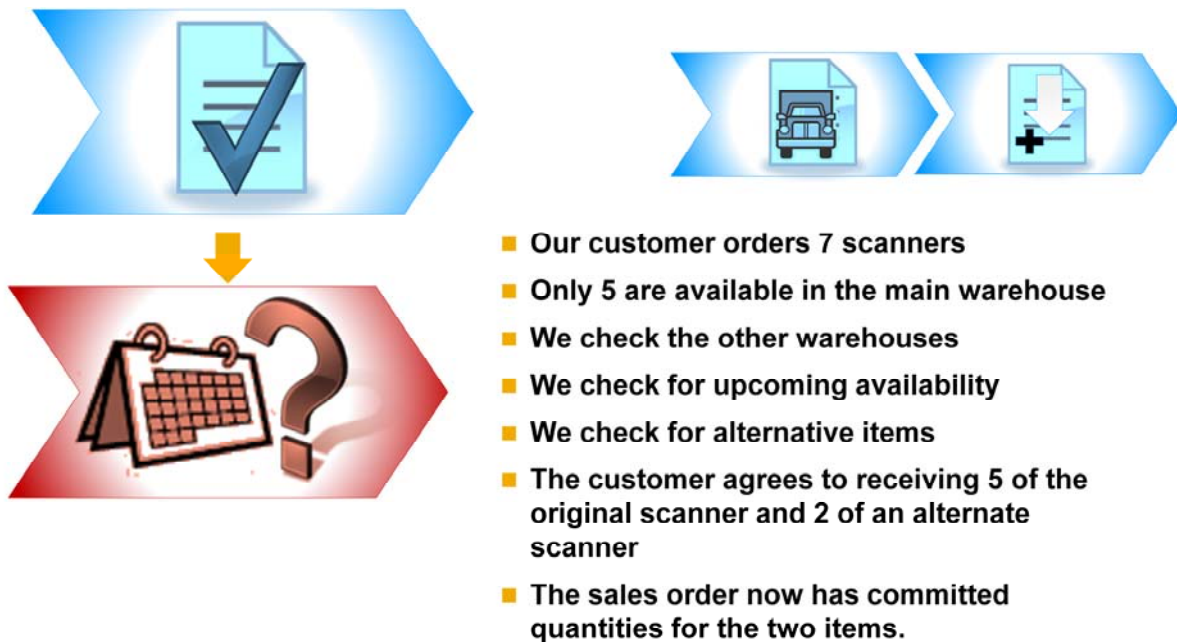 ■ Our customer orders 7 scanners
■ Only 5 are available in the main warehouse
■ We check the other warehouses
■ We check for upcoming availability
■ We check for alternative items
■ The customer agrees to receiving 5 of the
original scanner and 2 of an alternate
scanner
■ The sales order now has committed
quantities for the two items.